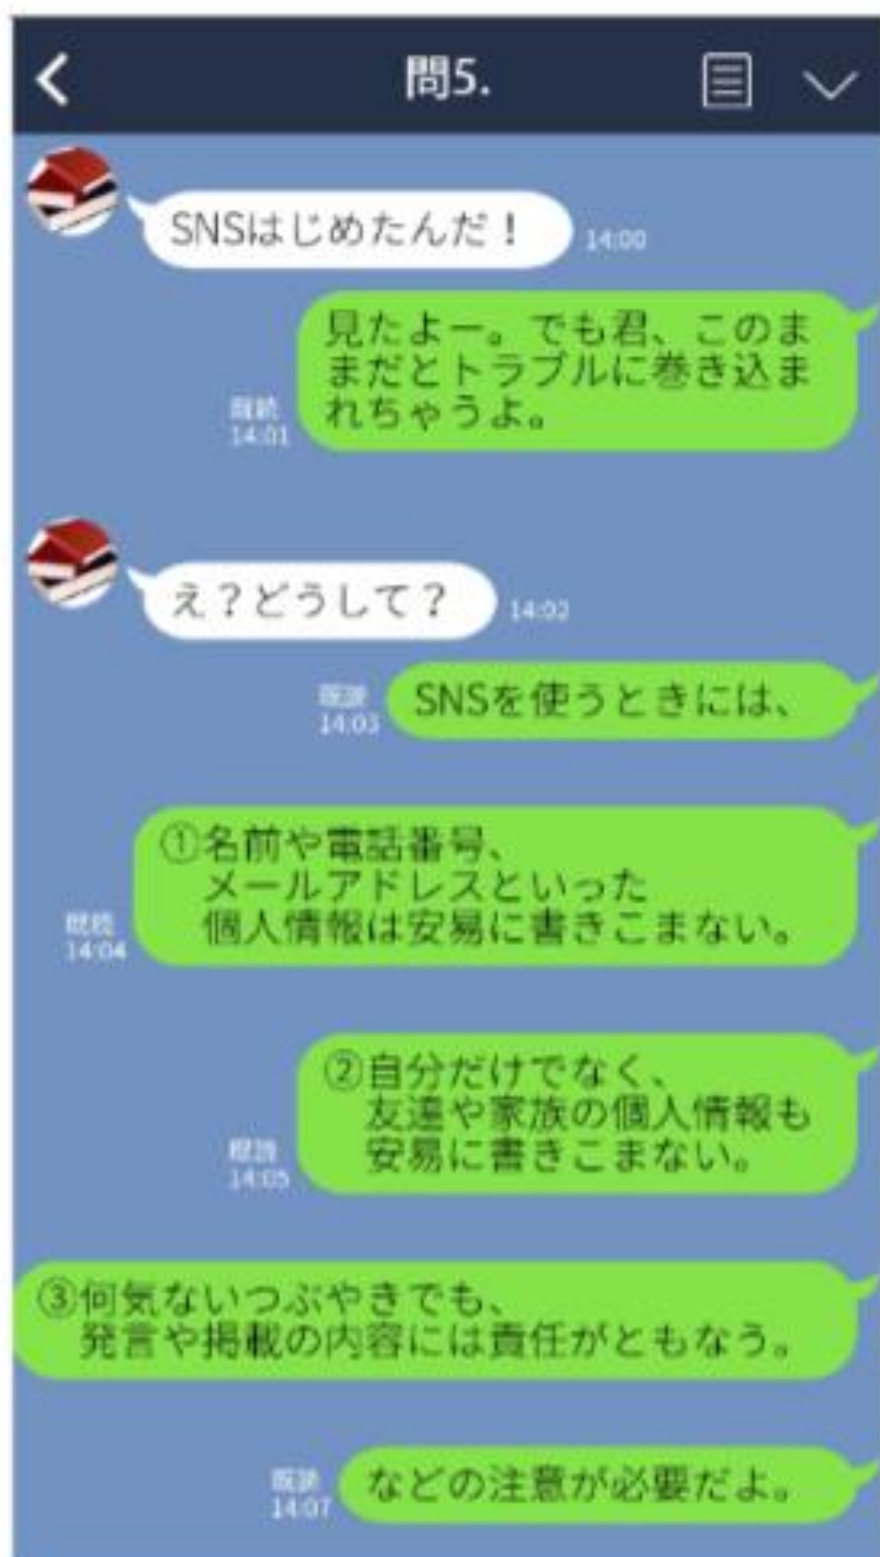 問5.
SNSはじめたんだ！
14:00
見たよー。でも君、このま
まだとトラブルに巻き込ま
れちゃうよ。
既読
14:01
え？どうして？
14:02
SNSを使うときには、
既読
14:03
①名前や電話番号、
メールアドレスといった
個人情報は安易に書きこまない。
既読
14:04
②自分だけでなく、
友達や家族の個人情報も
安易に書きこまない。
既読
14:05
③何気ないつぶやきでも、
発言や掲載の内容には責任がともなう。
などの注意が必要だよ。
既読
14:07